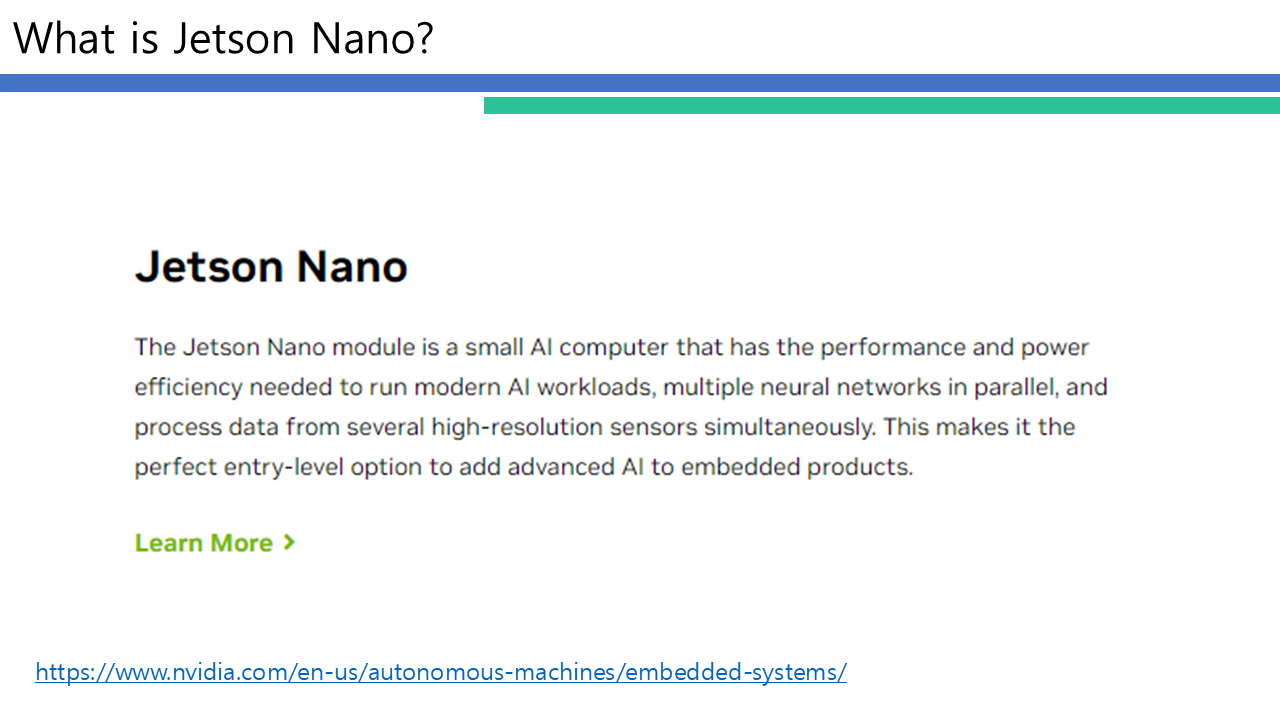 What is Jetson Nano?
Jetson Nano
The Jetson Nano module is a small AI computer that has the performance and power
efficiency needed to run modern AI workloads, multiple neural networks in parallel, and
process data from several high-resolution sensors simultaneously. This makes it the
perfect entry-level option to add advanced AI to embedded products.
Learn More >
https://www.nvidia.com/en-us/autonomous-machines/embedded-systems/